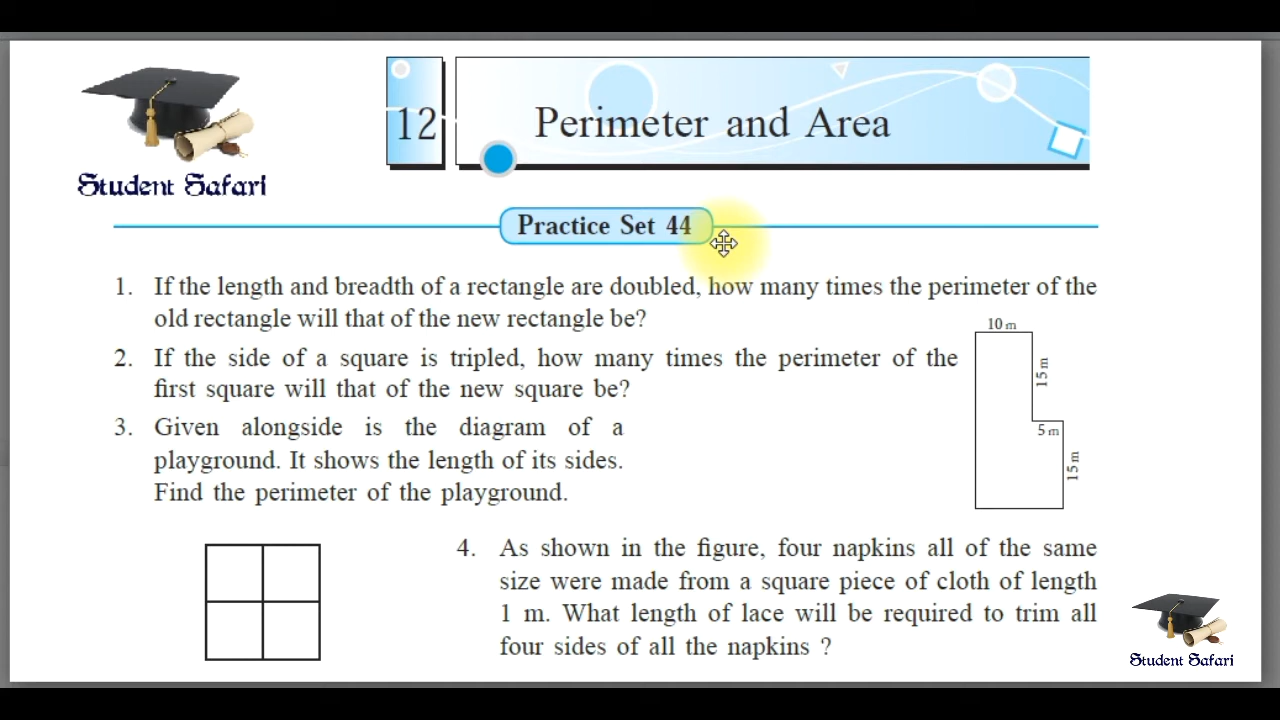 Student Safari
12
Perimeter and Area
Practice Set 44
1. If the length and breadth of a rectangle are doubled, how many times the perimeter of the
old rectangle will that of the new rectangle be?
10 m
15 m
5 m
15 m
2. If the side of a square is tripled, how many times the perimeter of the
first square will that of the new square be?
3. Given alongside is the diagram of a
playground. It shows the length of its sides.
Find the perimeter of the playground.
4. As shown in the figure, four napkins all of the same
size were made from a square piece of cloth of length
1 m. What length of lace will be required to trim all
four sides of all the napkins ?
Student Safari